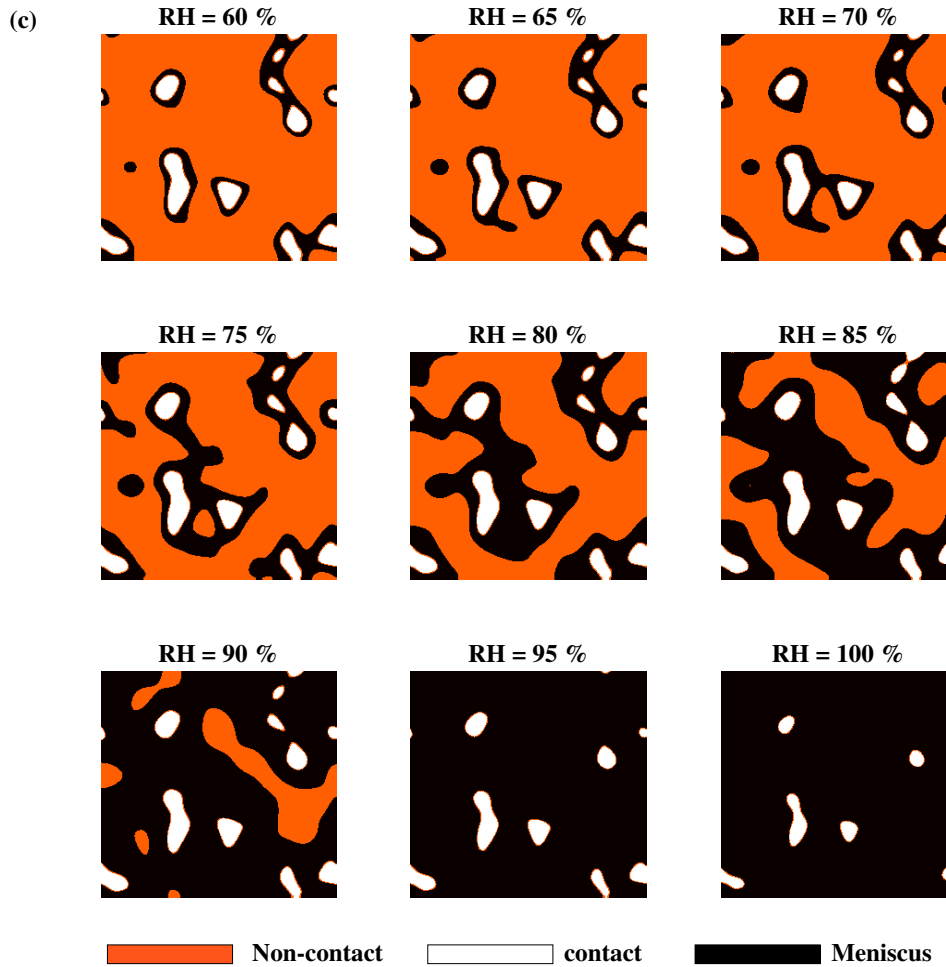 (c)
RH = 60 % RH = 65 % RH = 70 %
RH = 75 % RH = 80 % RH = 85 %
RH = 90 % RH = 95 % RH = 100 %
Non-contact contact Meniscus